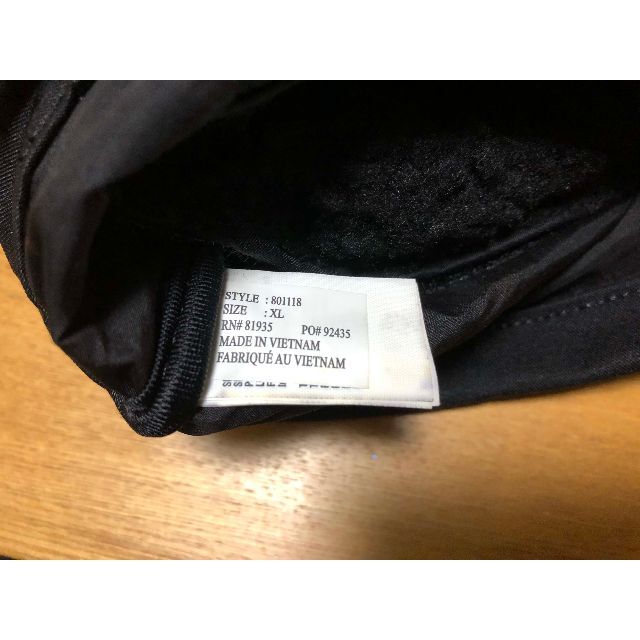 STYLE : 801118
SIZE : XL
RN# 81935 PO# 92435
MADE IN VIETNAM
FABRIQUÉ AU VIETNAM